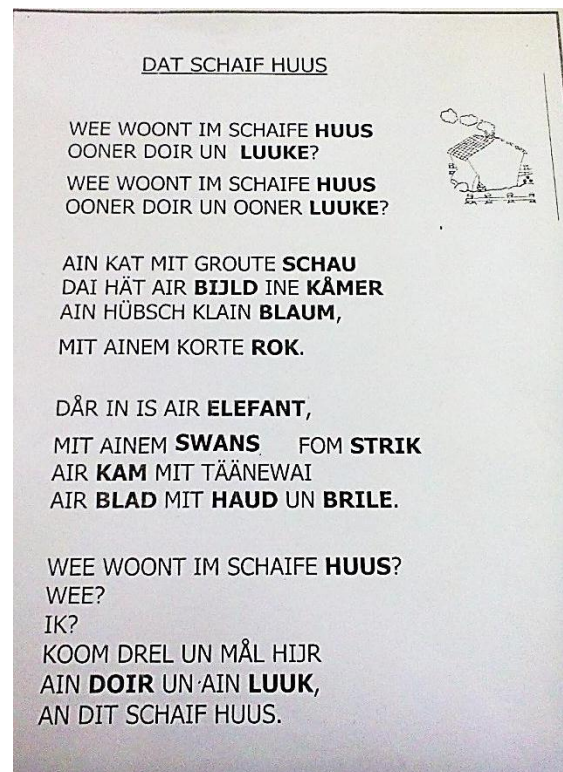 DAT SCHAIF HUUS
WEE WOONT IM SCHAIFE HUUS
OONER DOIR UN LUUKE?
WEE WOONT IM SCHAIFE HUUS
OONER DOIR UN OONER LUUKE?
AIN KAT MIT GROUTE SCHAU
DAI HÄT AIR BIJLD INE KÅMER
AIN HÜBSCH KLAIN BLAUM,
MIT AINEM KORTE ROK.
DÅR IN IS AIR ELEFANT,
MIT AINEM SWANS FOM STRIK
AIR KAM MIT TÄÄNEWAI
AIR BLAD MIT HAUD UN BRILE.
WEE WOONT IM SCHAIFE HUUS?
WEE?
IK?
KOOM DREL UN MÅL HIJR
AIN DOIR UN AIN LUUK,
AN DIT SCHAIF HUUS.